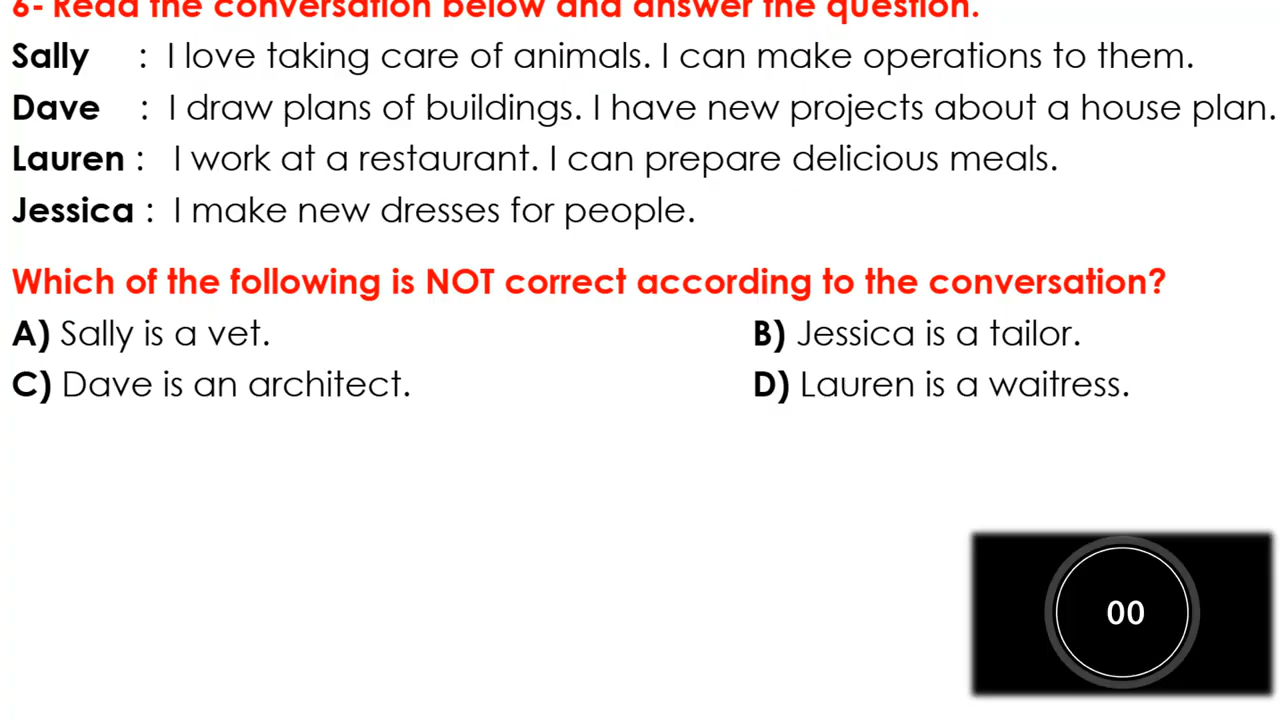 6- Read the conversation below and answer the question.
Sally : I love taking care of animals. I can make operations to them.
Dave : I draw plans of buildings. I have new projects about a house plan.
Lauren : I work at a restaurant. I can prepare delicious meals.
Jessica : I make new dresses for people.
Which of the following is NOT correct according to the conversation?
A) Sally is a vet. B) Jessica is a tailor.
C) Dave is an architect. D) Lauren is a waitress.
00